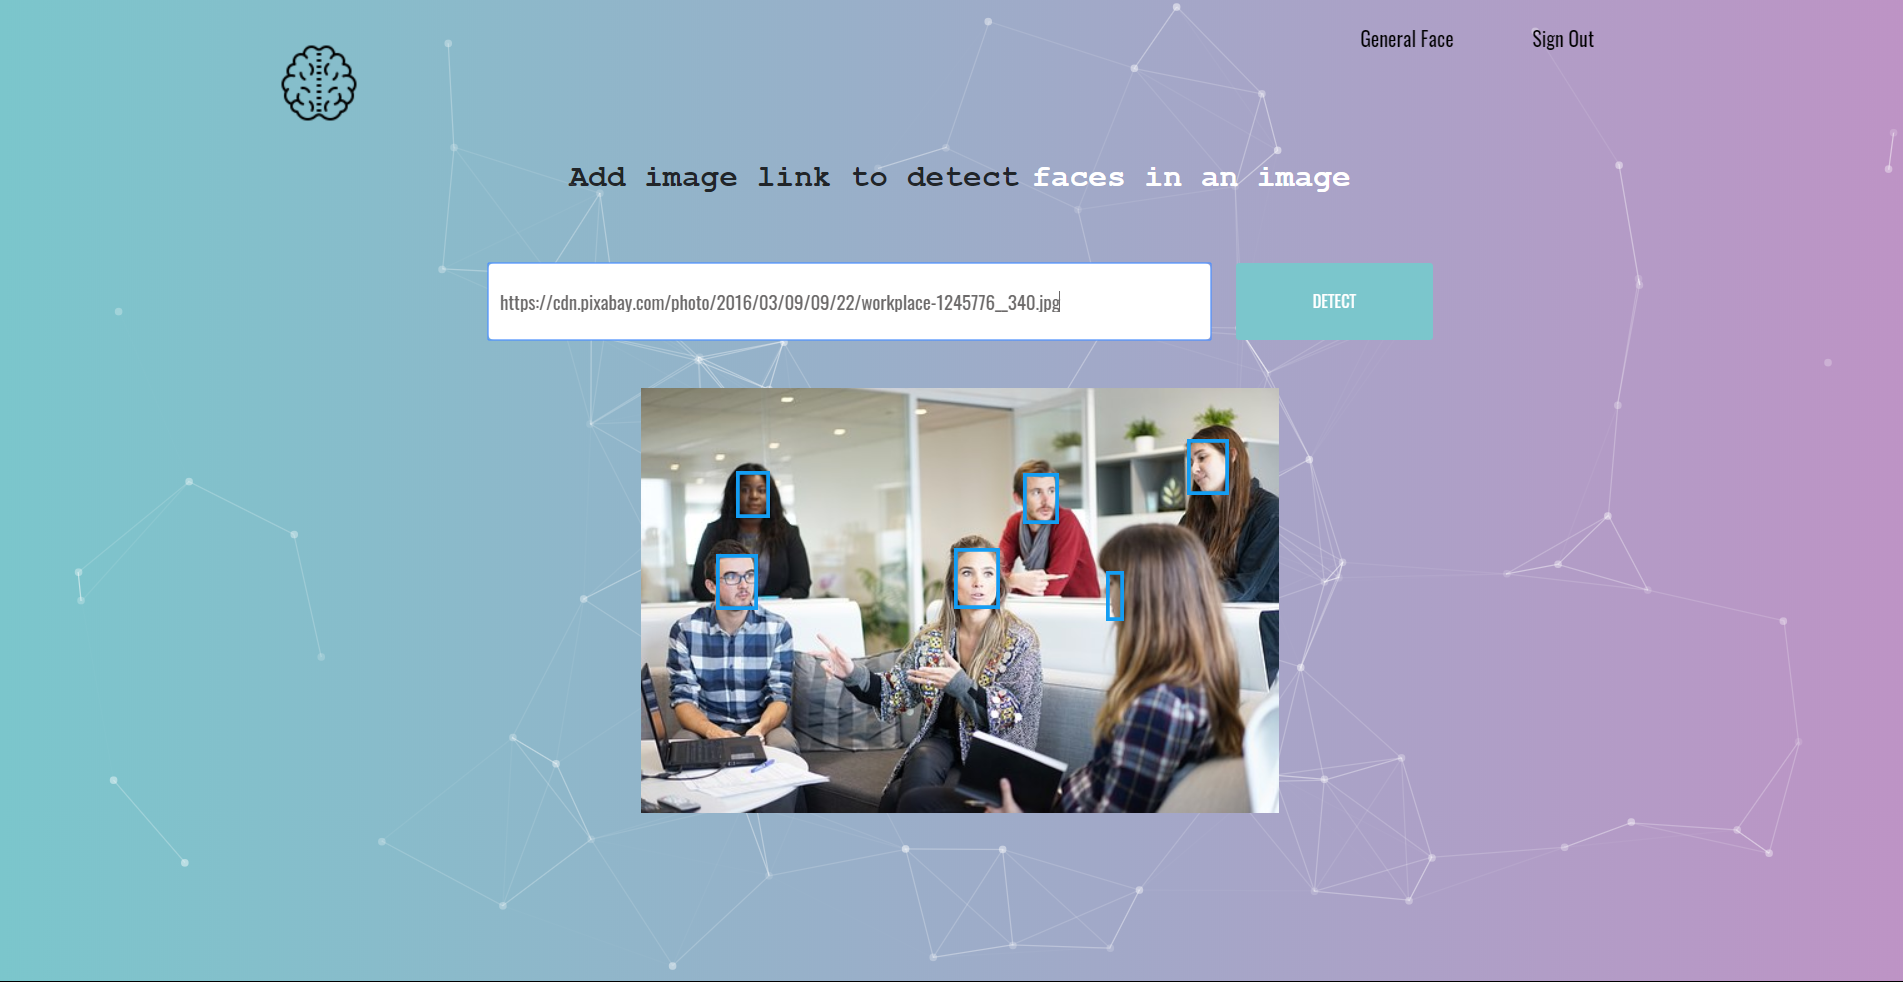 General Face Sign Out
Add image link to detect faces in an image
https://cdn.pixabay.com/photo/2016/03/09/09/22/workplace-1245776__340.jpg
DETECT